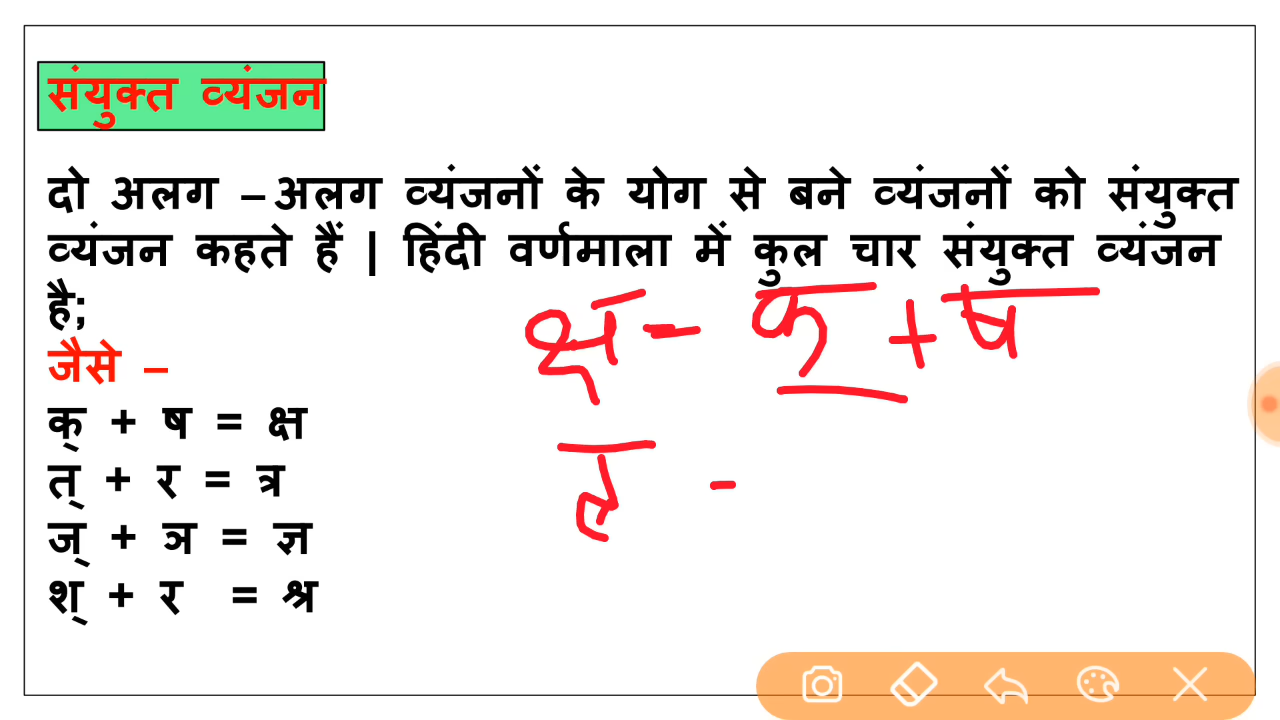 संयुक्त व्यंजन
दो अलग –अलग व्यंजनों के योग से बने व्यंजनों को संयुक्त
व्यंजन कहते हैं | हिंदी वर्णमाला में कुल चार संयुक्त व्यंजन
है;
जैसे –
क् + ष = क्ष
त् + र = त्र
ज् + ञ = ज्ञ
श् + र = श्र
क्ष - क + ष
-